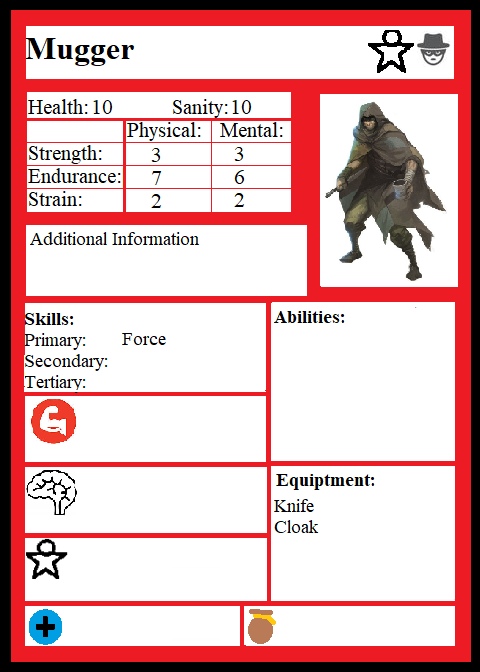 Mugger
Health: 10 Sanity: 10
Physical: Mental:
Strength: 3 3
Endurance: 7 6
Strain: 2 2
Additional Information
Skills:
Primary: Force
Secondary:
Tertiary:
Abilities:
Equiptment:
Knife
Cloak